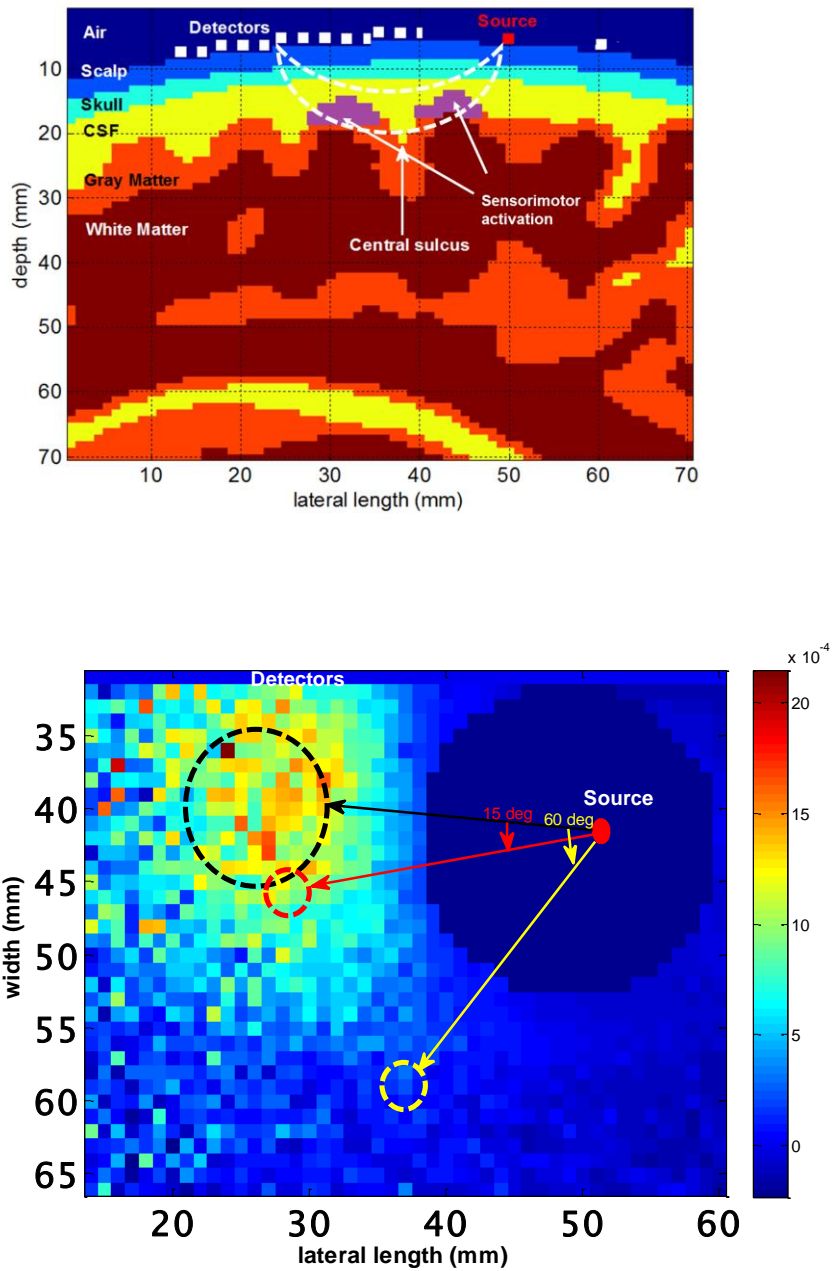 Air
Detectors
Source
Scalp
Skull
CSF
Gray Matter
White Matter
Sensorimotor
activation
Central sulcus
10
20
30
40
50
60
70
depth (mm)
10 20 30 40 50 60 70
lateral length (mm)
x 10-4
Detectors
Source
15 deg
60 deg
35
40
45
50
55
60
65
width (mm)
20 30 40 50 60
lateral length (mm)
20
15
10
5
0